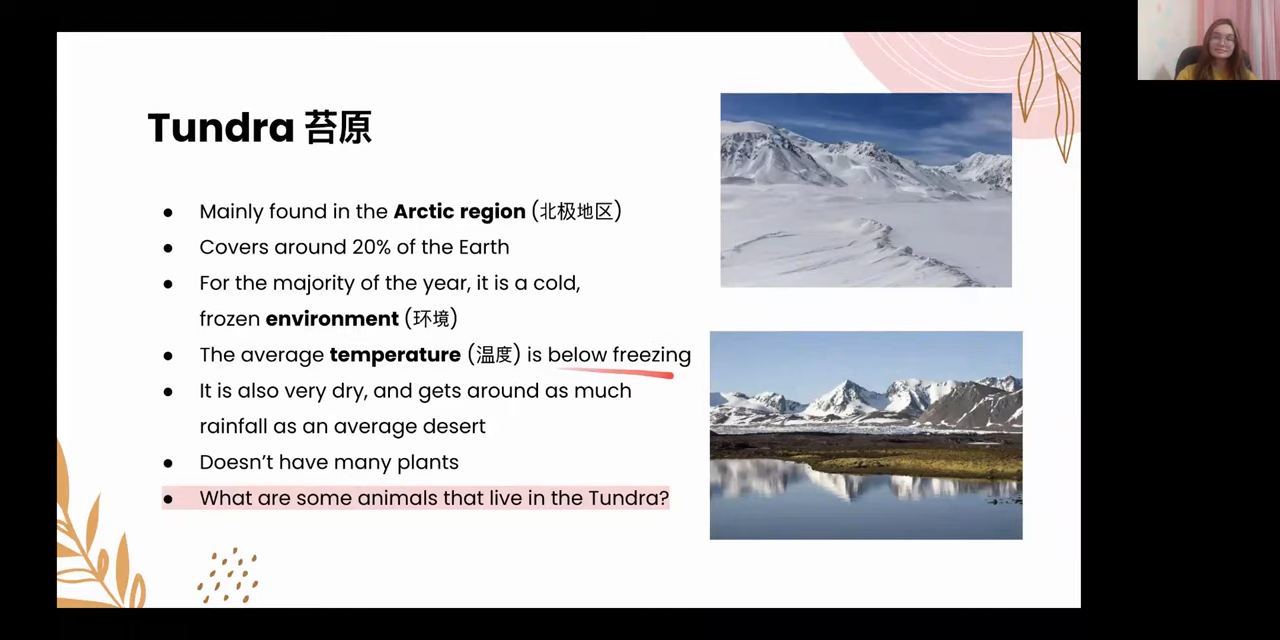 Tundra 苔原
● Mainly found in the Arctic region (北极地区)
● Covers around 20% of the Earth
● For the majority of the year, it is a cold,
frozen environment (环境)
● The average temperature (温度) is below freezing
● It is also very dry, and gets around as much
rainfall as an average desert
● Doesn’t have many plants
● What are some animals that live in the Tundra?